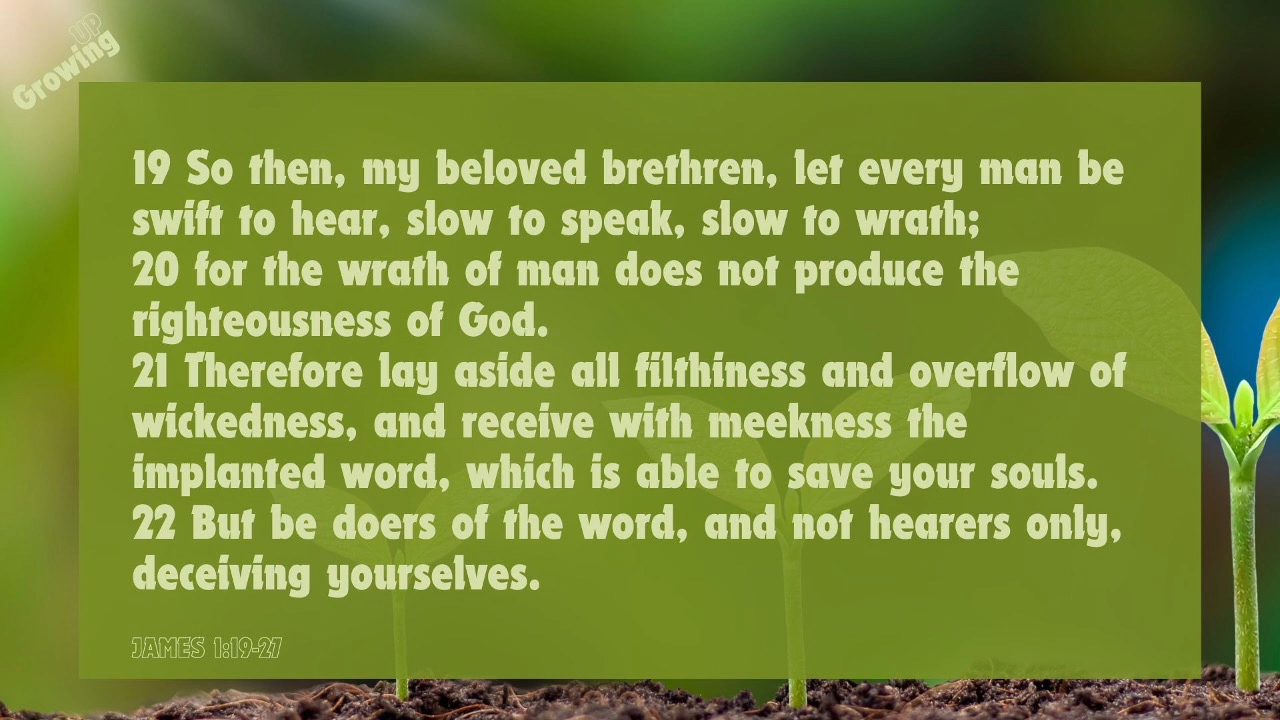 Growing UP
19 So then, my beloved brethren, let every man be
swift to hear, slow to speak, slow to wrath;
20 for the wrath of man does not produce the
righteousness of God.
21 Therefore lay aside all filthiness and overflow of
wickedness, and receive with meekness the
implanted word, which is able to save your souls.
22 But be doers of the word, and not hearers only,
deceiving yourselves.
JAMES 1:19-27